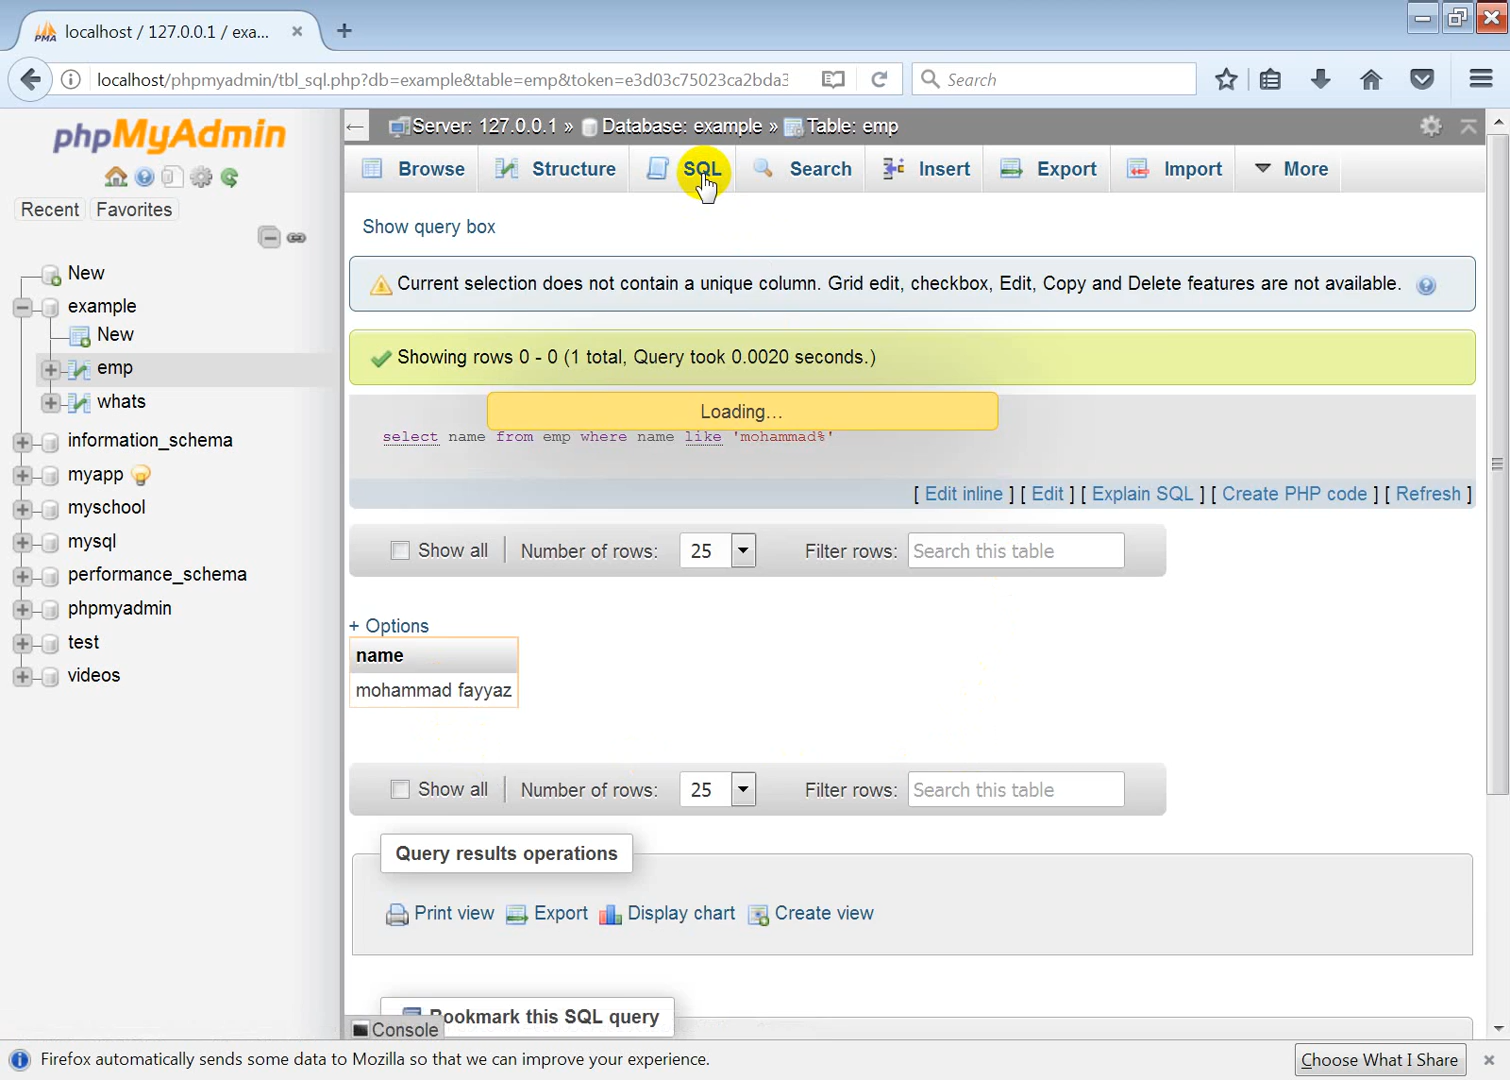 localhost / 127.0.0.1 / exa...
localhost/phpmyadmin/tbl_sql.php?db=example&table=emp&token=e3d03c75023ca2bda3
Search
phpMyAdmin
Recent
Favorites
New
example
New
emp
whats
information_schema
myapp
myschool
mysql
performance_schema
phpmyadmin
test
videos
Server: 127.0.0.1 » Database: example » Table: emp
Browse
Structure
SQL
Search
Insert
Export
Import
More
Show query box
Current selection does not contain a unique column. Grid edit, checkbox, Edit, Copy and Delete features are not available.
Showing rows 0 - 0 (1 total, Query took 0.0020 seconds.)
Loading...
select name from emp where name like 'mohammad%'
[ Edit inline ] [ Edit ] [ Explain SQL ] [ Create PHP code ] [ Refresh ]
Show all | Number of rows: 25 Filter rows: Search this table
+ Options
name
mohammad fayyaz
Show all | Number of rows: 25 Filter rows: Search this table
Query results operations
Print view Export Display chart Create view
Bookmark this SQL query
Console
Firefox automatically sends some data to Mozilla so that we can improve your experience.
Choose What I Share